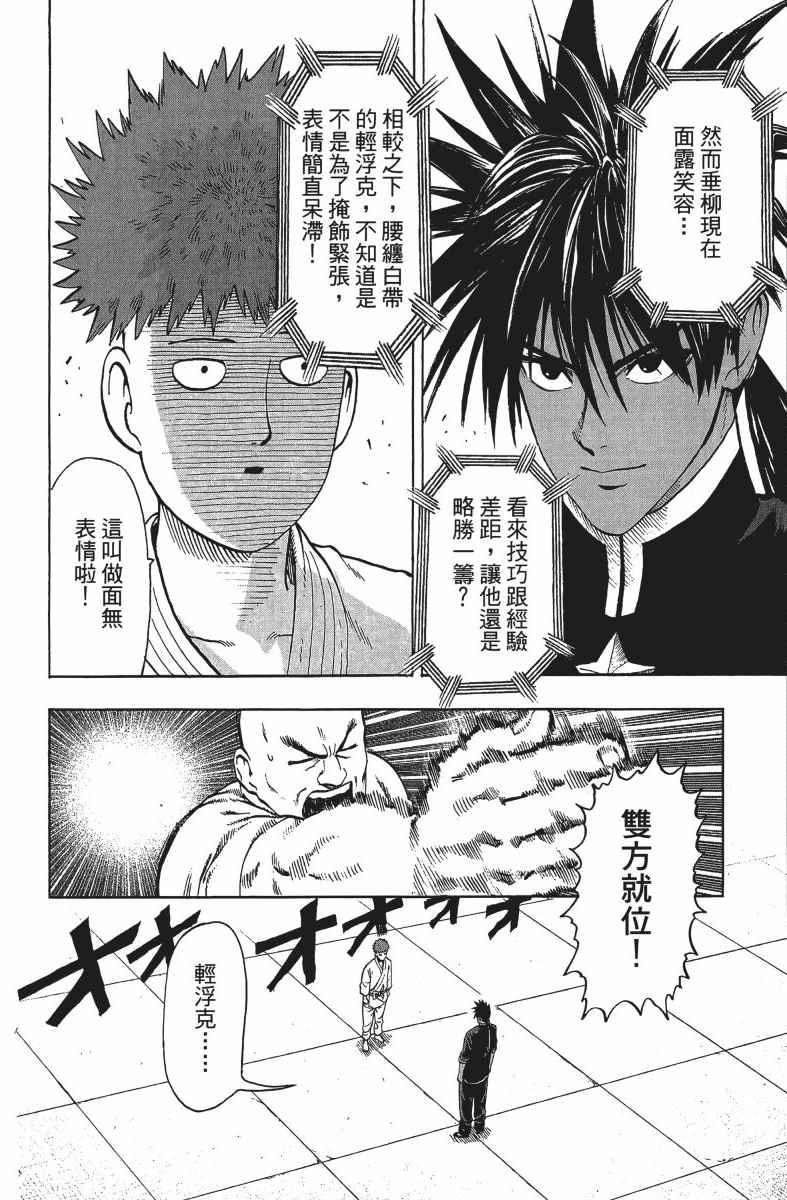 然而垂柳現在
面露笑容…
看來技巧跟經驗
差距，讓他還是
略勝一籌？
相較之下，腰纏白帶
的輕浮克，不知道是
不是為了掩飾緊張，
表情簡直呆滯！
這叫做面無
表情啦！
雙方就位！
オオオオオオ
輕浮克……